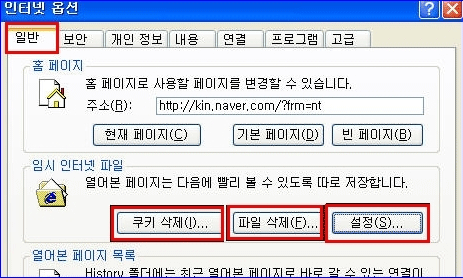 인터넷 옵션
일반 보안 개인 정보 내용 연결 프로그램 고급
홈 페이지
홈 페이지로 사용할 페이지를 변경할 수 있습니다.
주소(R): http://kin.naver.com/?frm=nt
현재 페이지(C) 기본 페이지(D) 빈 페이지(B)
임시 인터넷 파일
열어본 페이지는 다음에 빨리 볼 수 있도록 따로 저장합니다.
쿠키 삭제(I)... 파일 삭제(F)... 설정(S)...
열어본 페이지 목록
History 폴더에는 최근 열어본 페이지로 바로 갈 수 있는 연결이